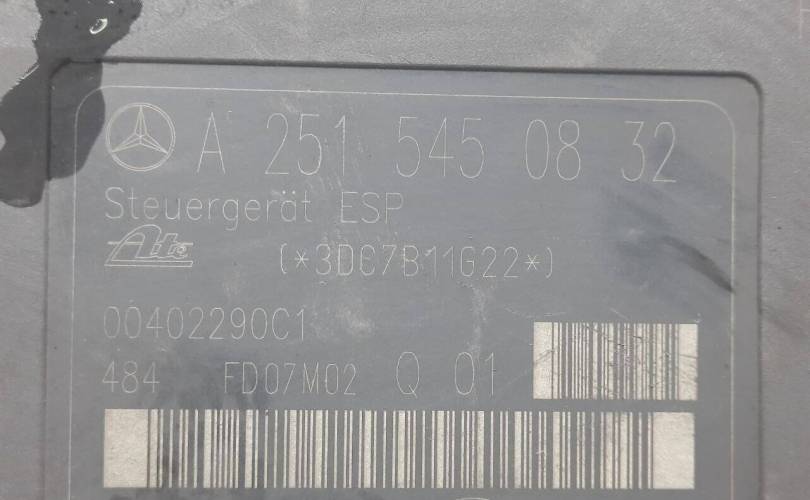 A 251 545 08 32
Steuergerät ESP
Ate (*3DC7B11G22*)
00402290C1
484 FD07M02 Q 01